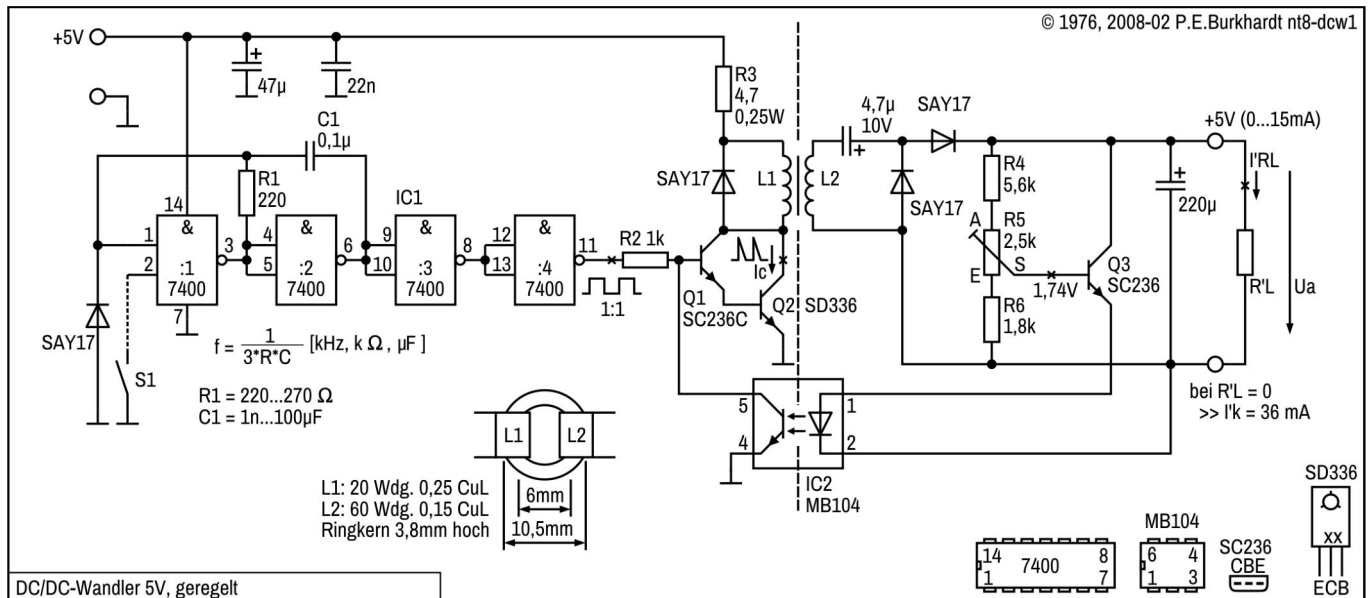 © 1976, 2008-02 P.E.Burkhardt nt8-dcw1
+5V
+
47µ
22n
R3
4,7
0,25W
4,7µ
10V
+
SAY17
+5V (0...15mA)
C1
0,1µ
I'RL
R4
5,6k
+
220µ
R1
220
IC1
SAY17
L1
L2
SAY17
14
&
&
&
&
1
2
3
4
5
6
9
10
8
12
13
11
:1
7400
:2
7400
:3
7400
:4
7400
7
R2 1k
1:1
Ic
A
R5
2,5k
S
E
1,74V
Q3
SC236
R'L
Ua
Q1
SC236C
Q2
SD336
R6
1,8k
SAY17
S1
f = 1 / 3*R*C [kHz, k Ω , µF ]
R1 = 220...270 Ω
C1 = 1n...100µF
5
4
1
2
IC2
MB104
bei R'L = 0
>> I'k = 36 mA
L1
L2
6mm
10,5mm
L1: 20 Wdg. 0,25 CuL
L2: 60 Wdg. 0,15 CuL
Ringkern 3,8mm hoch
14
8
7400
1
7
MB104
6
4
1
3
SC236
CBE
SD336
XX
ECB
DC/DC-Wandler 5V, geregelt